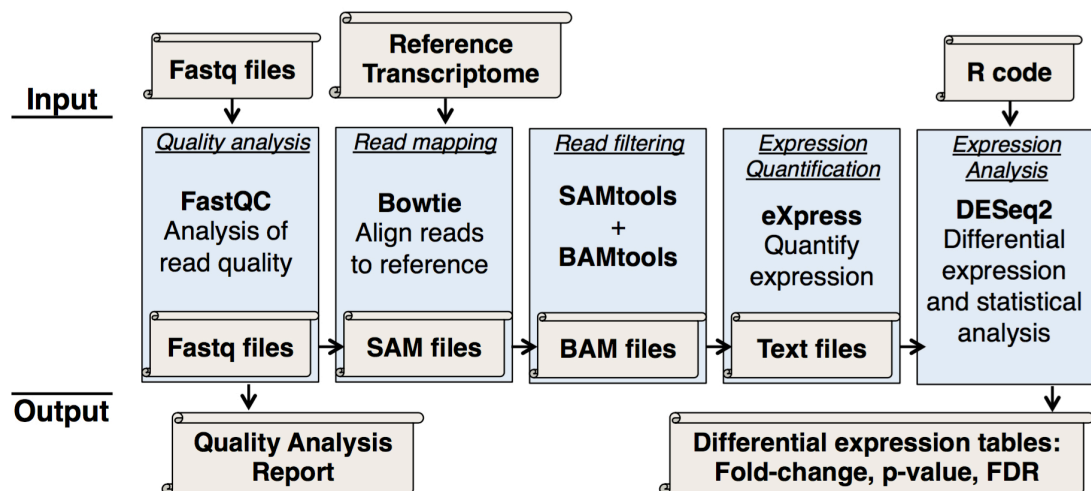 Input
Fastq files
Reference
Transcriptome
R code
Quality analysis
FastQC
Analysis of
read quality
Fastq files
Read mapping
Bowtie
Align reads
to reference
SAM files
Read filtering
SAMtools
+
BAMtools
BAM files
Expression
Quantification
eXpress
Quantify
expression
Text files
Expression
Analysis
DESeq2
Differential
expression
and statistical
analysis
Output
Quality Analysis
Report
Differential expression tables:
Fold-change, p-value, FDR